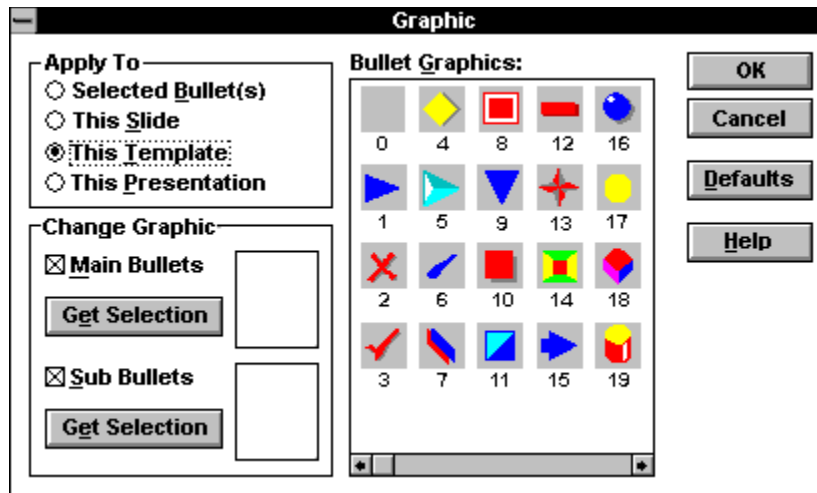 Graphic
Apply To
Selected Bullet(s)
This Slide
This Template
This Presentation
Change Graphic
Main Bullets
Get Selection
Sub Bullets
Get Selection
Bullet Graphics:
0 4 8 12 16
1 5 9 13 17
2 6 10 14 18
3 7 11 15 19
OK
Cancel
Defaults
Help